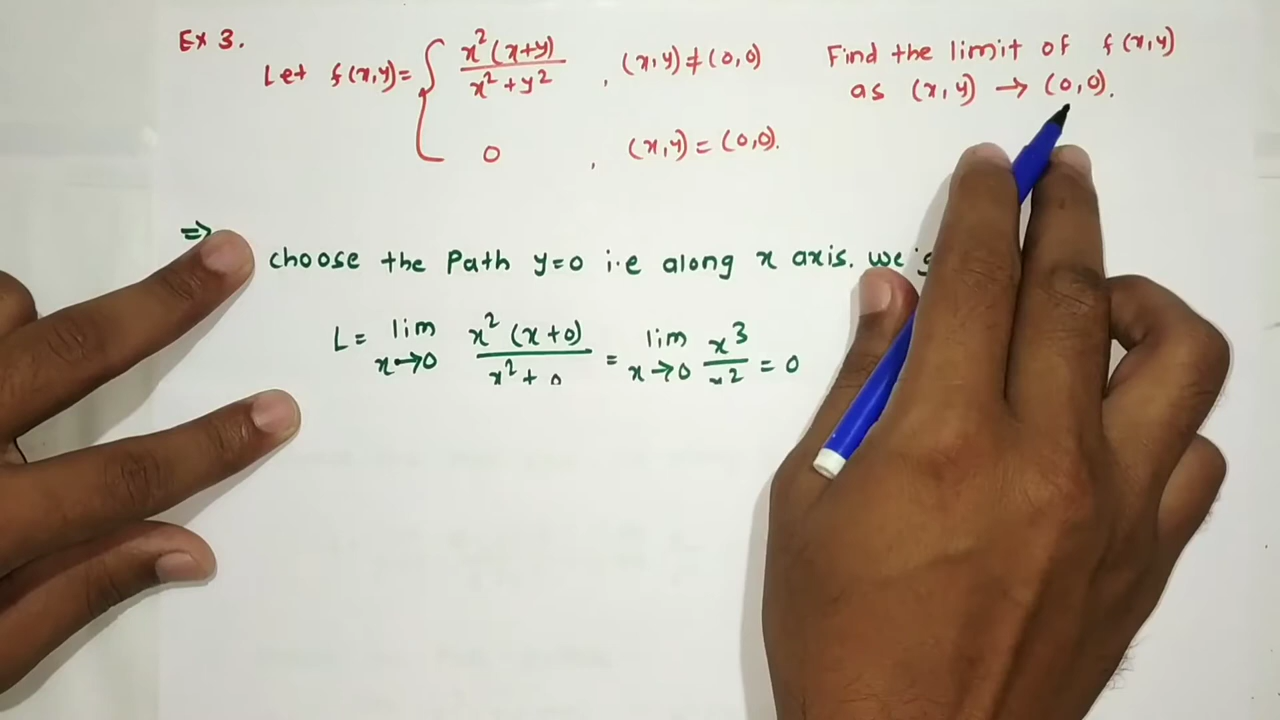 Ex 3.
Let f(x,y) = { x²(x+y) / x²+y² , (x,y) ≠ (0,0)
0 , (x,y) = (0,0).
Find the limit of f(x,y)
as (x,y) → (0,0).
⇒
choose the Path y=0 i.e along x axis. we
L = lim x→0 x²(x+0) / x²+0 = lim x→0 x³ / x² = 0